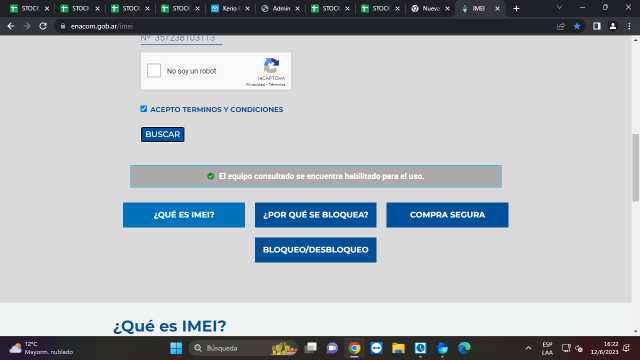 STOCK
STOCK
STOCK
STOCK
Kerio C
Admin
STOCK
STOCK
Nueva
IMEI
enacom.gob.ar/imei
N° 357238103113
No soy un robot
reCAPTCHA
Privacidad - Términos
ACEPTO TERMINOS Y CONDICIONES
BUSCAR
El equipo consultado se encuentra habilitado para el uso.
¿QUÉ ES IMEI?
¿POR QUÉ SE BLOQUEA?
COMPRA SEGURA
BLOQUEO/DESBLOQUEO
¿Qué es IMEI?
12°C
Mayorm. nublado
Búsqueda
ESP
LAA
16:22
12/6/2023